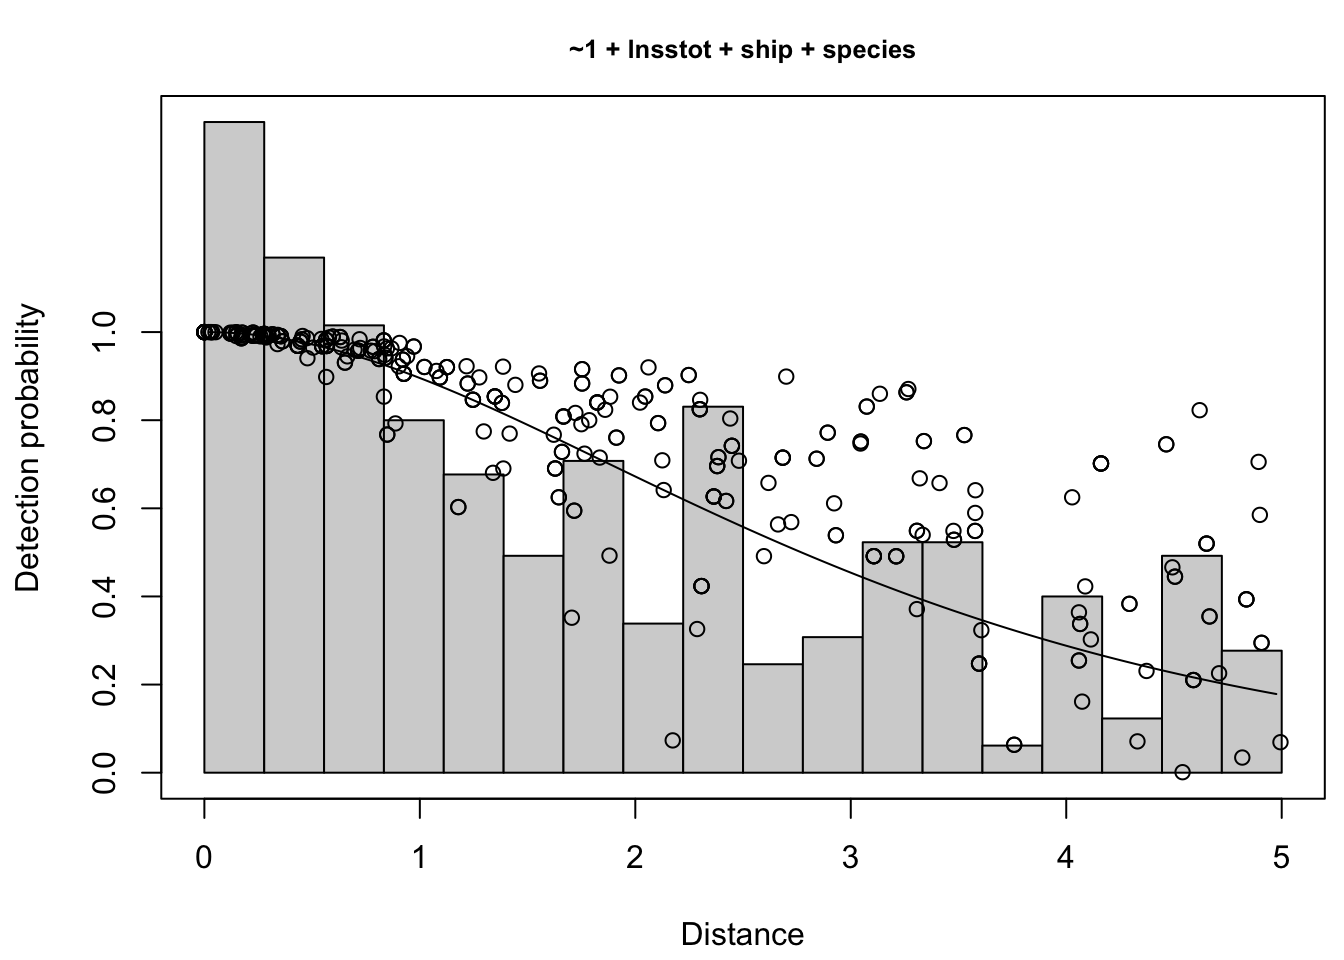 ~1 + lnsstot + ship + species
Detection probability
1.0
0.8
0.6
0.4
0.2
0.0
0 1 2 3 4 5
Distance